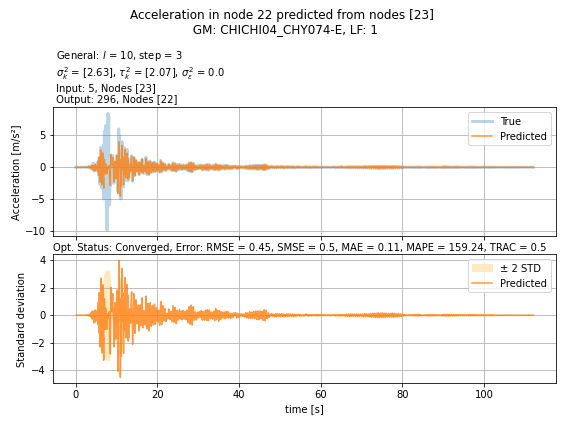 Acceleration in node 22 predicted from nodes [23]
GM: CHICHI04_CHY074-E, LF: 1
General: l = 10, step = 3
σ²ₖ = [2.63], τ²ₖ = [2.07], σ²ε = 0.0
Input: 5, Nodes [23]
Output: 296, Nodes [22]
True
Predicted
Acceleration [m/s²]
5
0
−5
−10
Opt. Status: Converged, Error: RMSE = 0.45, SMSE = 0.5, MAE = 0.11, MAPE = 159.24, TRAC = 0.5
± 2 STD
Predicted
Standard deviation
4
2
0
−2
−4
0 20 40 60 80 100
time [s]